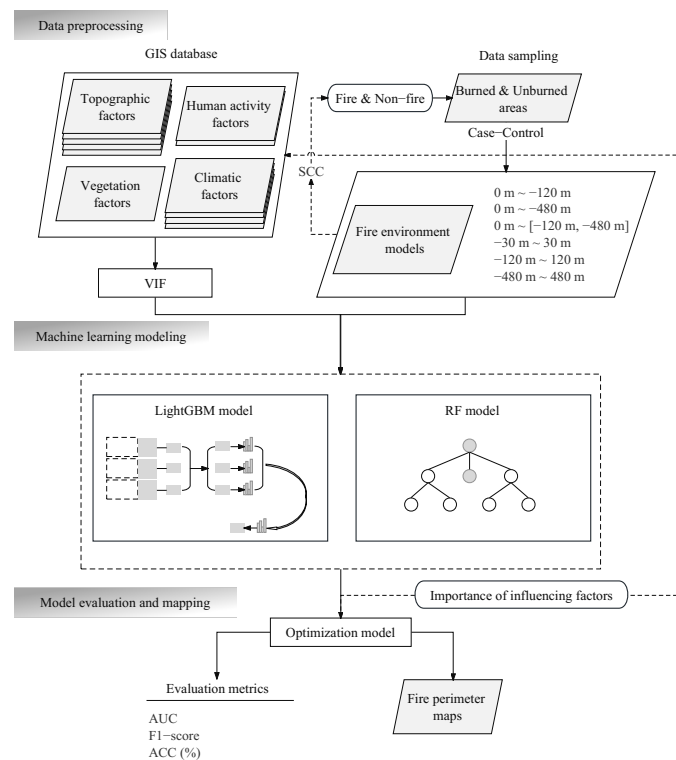 Data preprocessing
GIS database
Data sampling
Topographic
factors
Human activity
factors
Vegetation
factors
Climatic
factors
Fire & Non−fire
Burned & Unburned
areas
Case−Control
SCC
Fire environment
models
0 m ~ −120 m
0 m ~ −480 m
0 m ~ [−120 m, −480 m]
−30 m ~ 30 m
−120 m ~ 120 m
−480 m ~ 480 m
VIF
Machine learning modeling
LightGBM model
RF model
Model evaluation and mapping
Importance of influencing factors
Optimization model
Evaluation metrics
AUC
F1−score
ACC (%)
Fire perimeter
maps